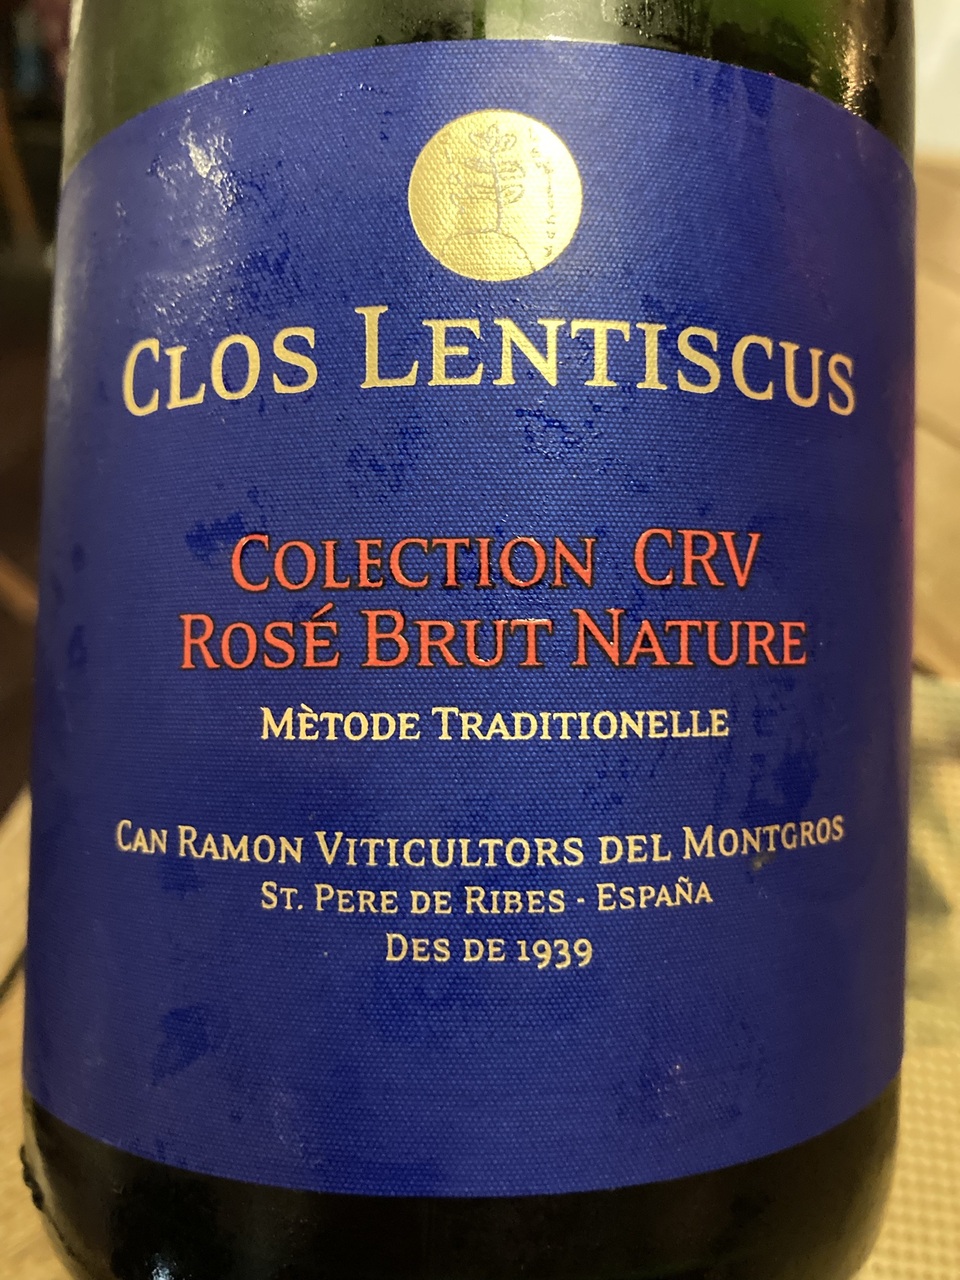 CLOS LENTISCUS
COLECTION CRV
ROSÉ BRUT NATURE
MÈTODE TRADITIONELLE
CAN RAMON VITICULTORS DEL MONTGROS
ST. PERE DE RIBES - ESPAÑA
DES DE 1939